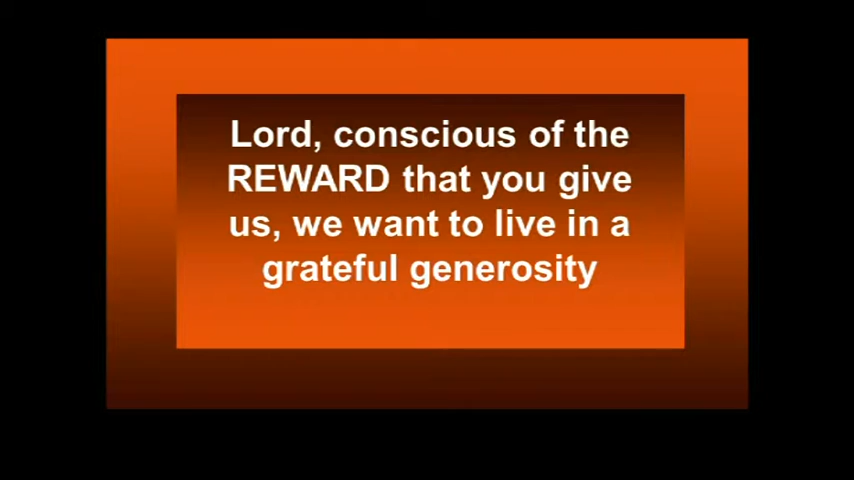 Lord, conscious of the
REWARD that you give
us, we want to live in a
grateful generosity